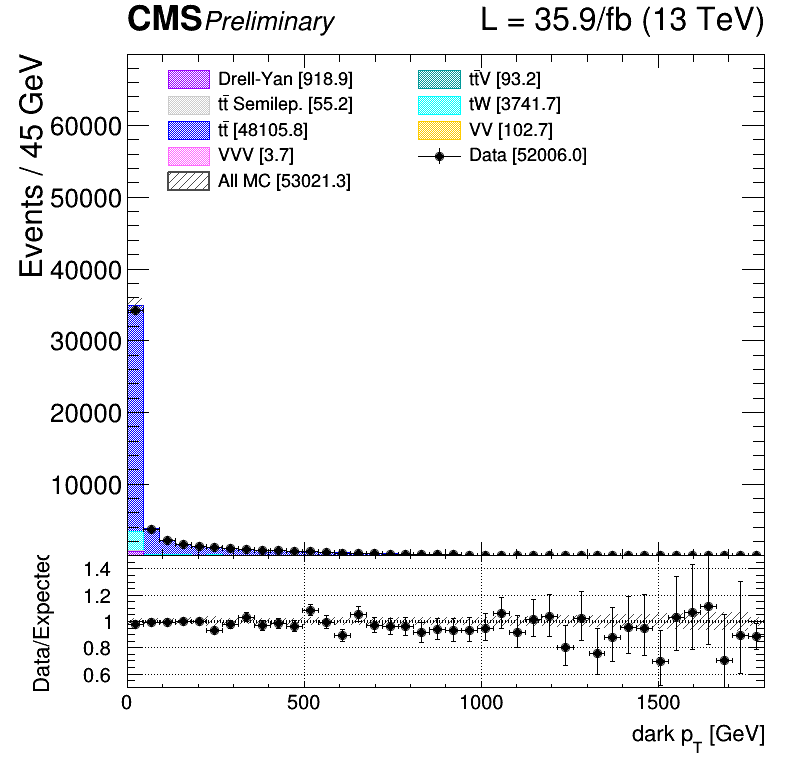 CMS Preliminary L = 35.9/fb (13 TeV)
Events / 45 GeV
Drell-Yan [918.9]
tt̄ Semilep. [55.2]
tt̄ [48105.8]
VVV [3.7]
All MC [53021.3]
tt̄V [93.2]
tW [3741.7]
VV [102.7]
Data [52006.0]
60000
50000
40000
30000
20000
10000
Data/Expected
1.4
1.2
1
0.8
0.6
0 500 1000 1500
dark pT [GeV]